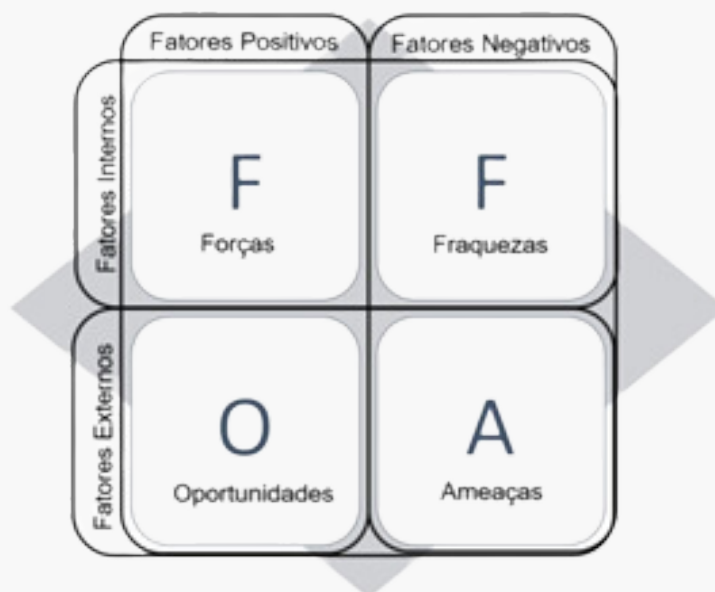 Fatores Positivos
Fatores Negativos
Fatores Internos
F
Forças
F
Fraquezas
Fatores Externos
O
Oportunidades
A
Ameaças